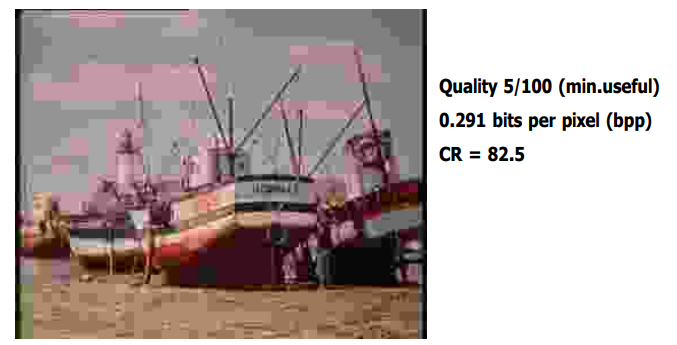 Quality 5/100 (min.useful)
0.291 bits per pixel (bpp)
CR = 82.5